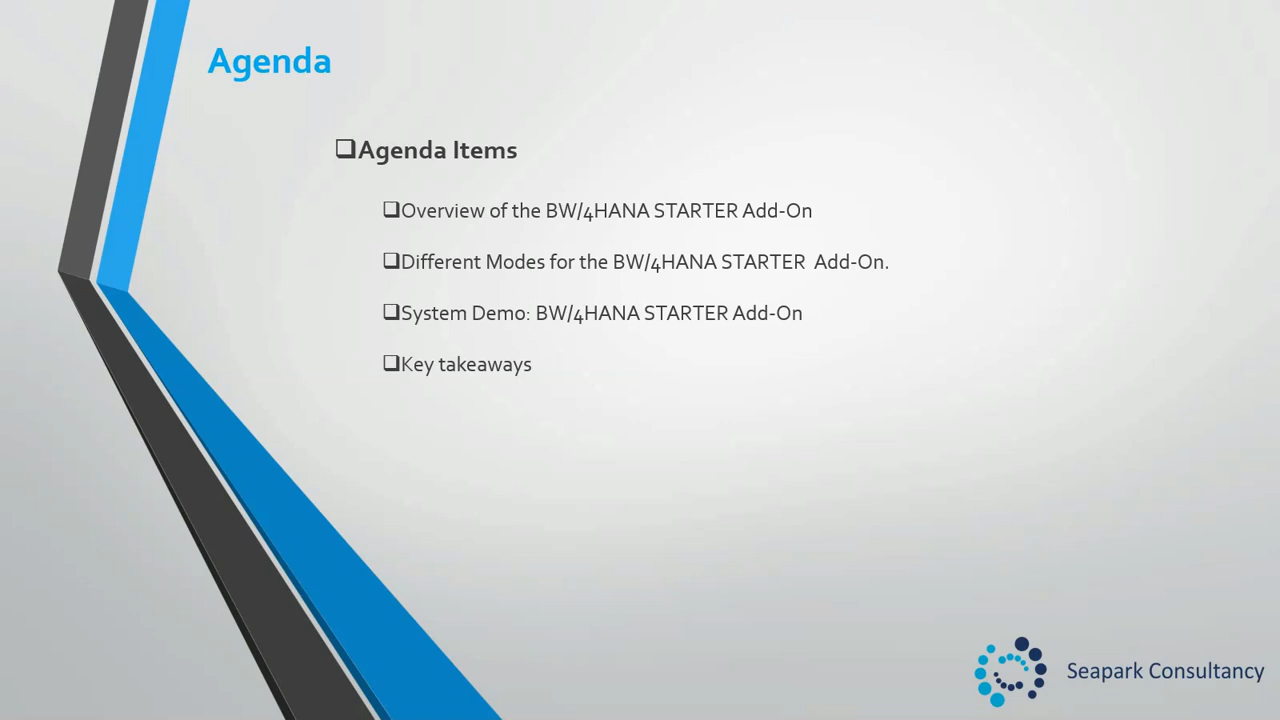 Agenda
❑Agenda Items
❑Overview of the BW/4HANA STARTER Add-On
❑Different Modes for the BW/4HANA STARTER  Add-On.
❑System Demo: BW/4HANA STARTER Add-On
❑Key takeaways
Seapark Consultancy